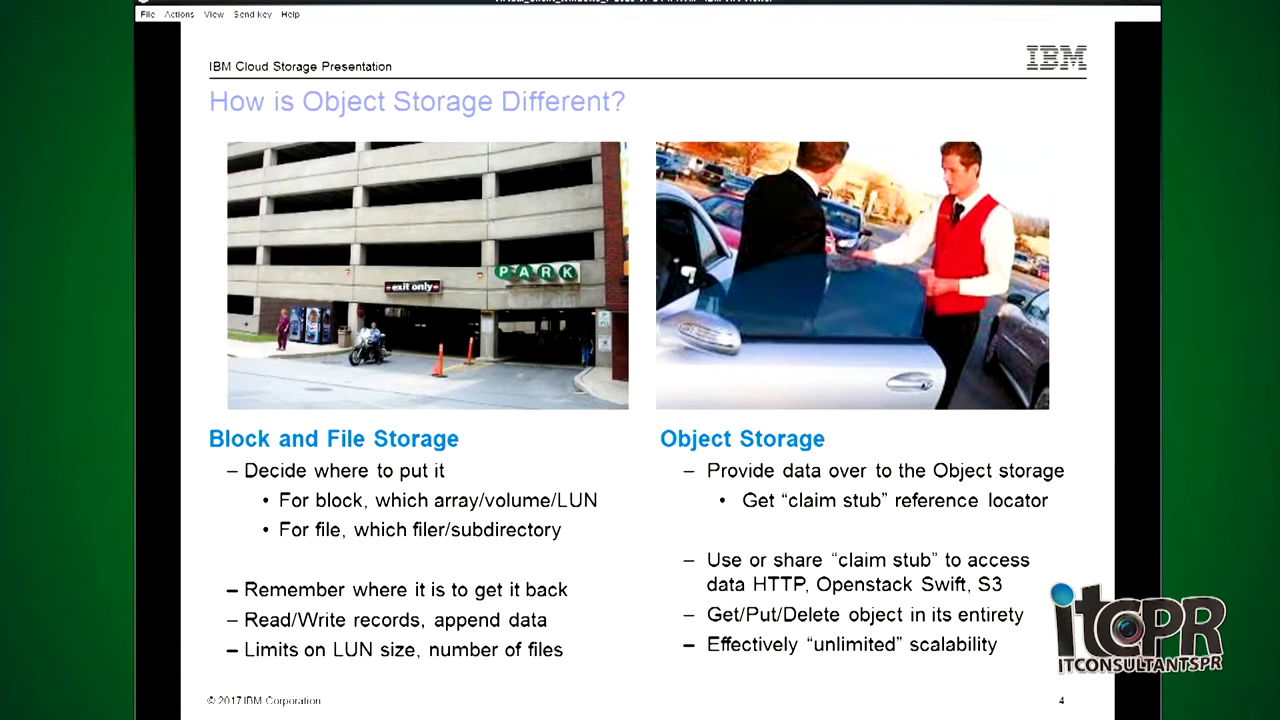 File Actions View Send key Help
IBM Cloud Storage Presentation
IBM
How is Object Storage Different?
PARK
exit only
Block and File Storage
– Decide where to put it
• For block, which array/volume/LUN
• For file, which filer/subdirectory
– Remember where it is to get it back
– Read/Write records, append data
– Limits on LUN size, number of files
Object Storage
– Provide data over to the Object storage
• Get “claim stub” reference locator
– Use or share “claim stub” to access
data HTTP, Openstack Swift, S3
– Get/Put/Delete object in its entirety
– Effectively “unlimited” scalability
itCPR
ITCONSULTANTSPR
© 2017 IBM Corporation
4